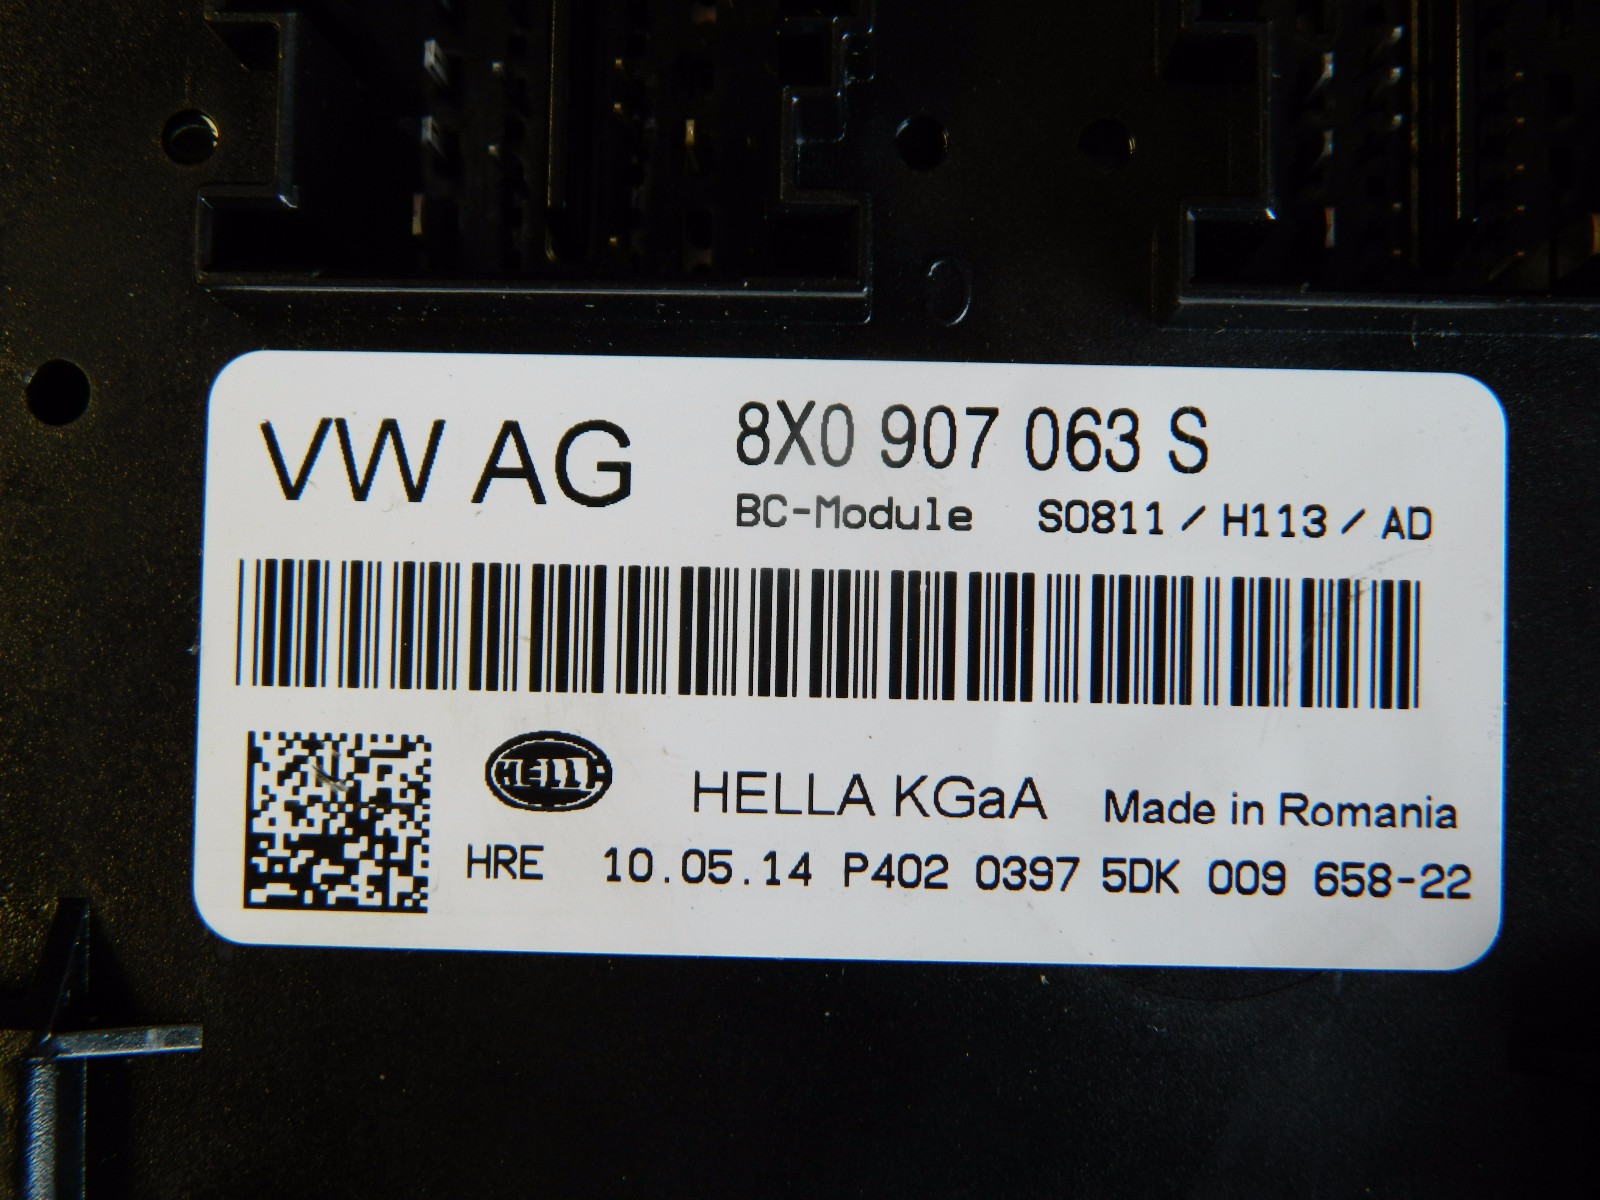 VW AG 8X0 907 063 S
BC-Module S0811 / H113 / AD
HELLA HELLA KGaA Made in Romania
HRE 10.05.14 P402 0397 5DK 009 658-22